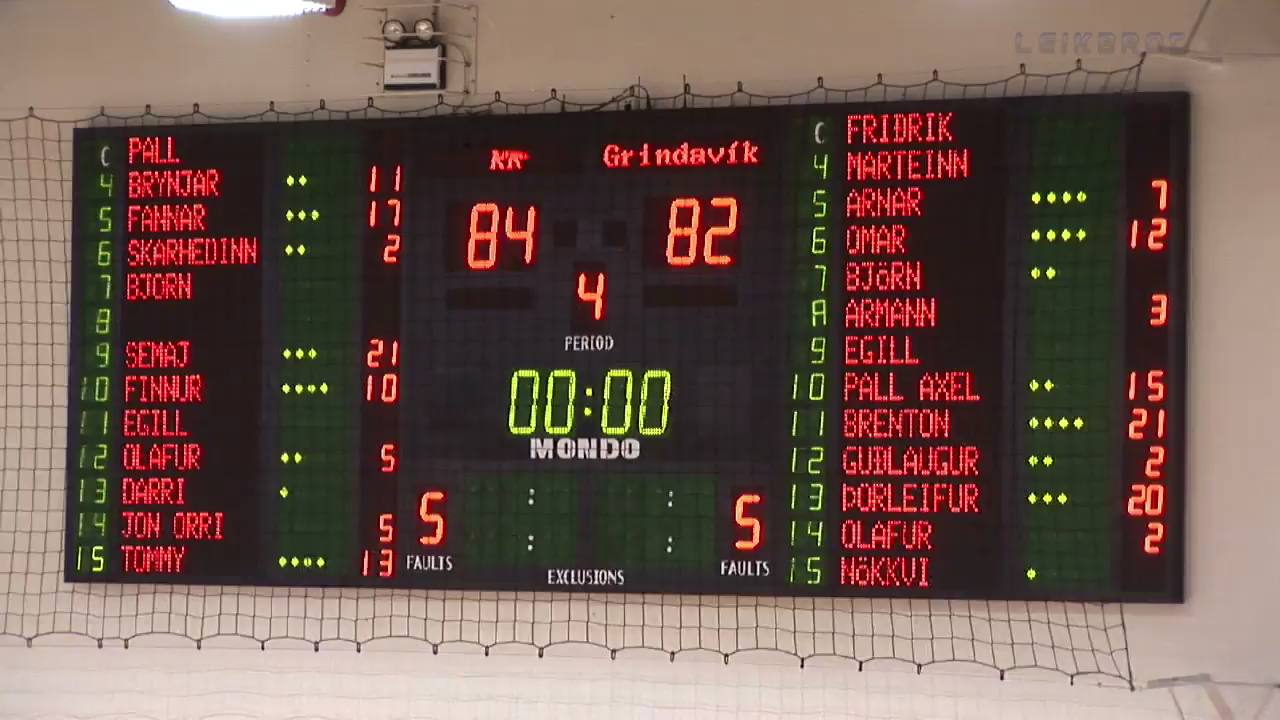 LEIKBROT
C PALL
4 BRYNJAR 11
5 FANNAR 17
6 SKARHEDINN 2
7 BJORN
8
9 SEMAJ 21
10 FINNUR 10
11 EGILL
12 OLAFUR 5
13 DARRI
14 JON ORRI 5
15 TOMMY 13
KR Grindavík
84 82
4
PERIOD
00:00
MONDO
5 : : 5
: :
FAULTS FAULTS
EXCLUSIONS
C FRIÐRIK
4 MARTEINN
5 ARNAR 7
6 OMAR 12
7 BJÖRN
8 ARMANN 3
9 EGILL
10 PALL AXEL 15
11 BRENTON 21
12 GUÐLAUGUR 2
13 ÞORLEIFUR 20
14 OLAFUR 2
15 NöKKVI